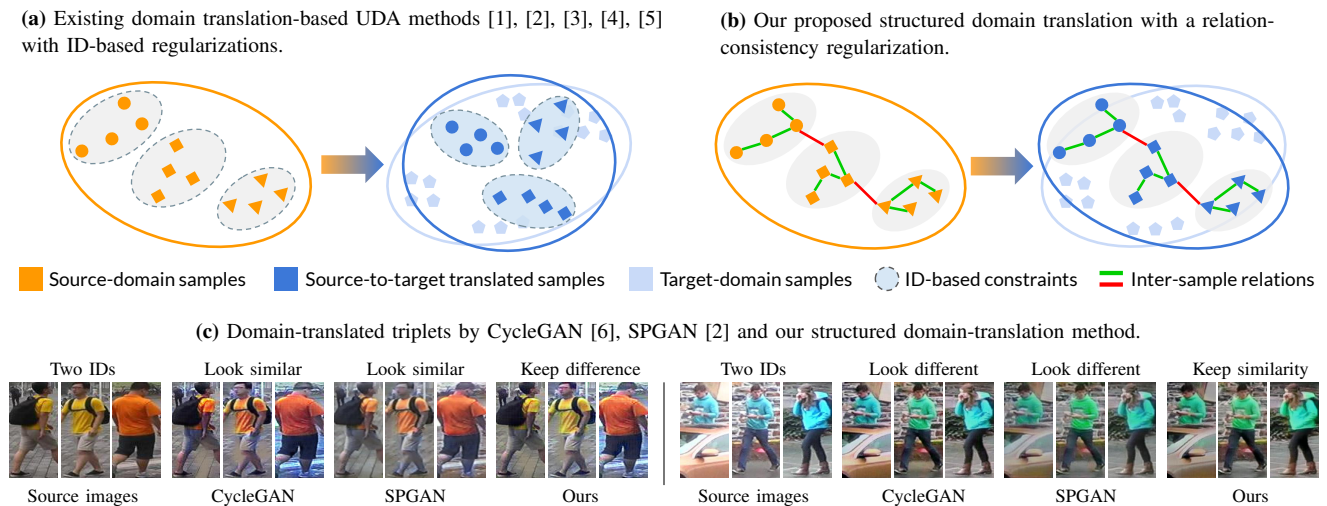 (a) Existing domain translation-based UDA methods [1], [2], [3], [4], [5]
with ID-based regularizations.
(b) Our proposed structured domain translation with a relation-
consistency regularization.
Source-domain samples
Source-to-target translated samples
Target-domain samples
ID-based constraints
Inter-sample relations
(c) Domain-translated triplets by CycleGAN [6], SPGAN [2] and our structured domain-translation method.
Two IDs
Look similar
Look similar
Keep difference
Two IDs
Look different
Look different
Keep similarity
Source images
CycleGAN
SPGAN
Ours
Source images
CycleGAN
SPGAN
Ours